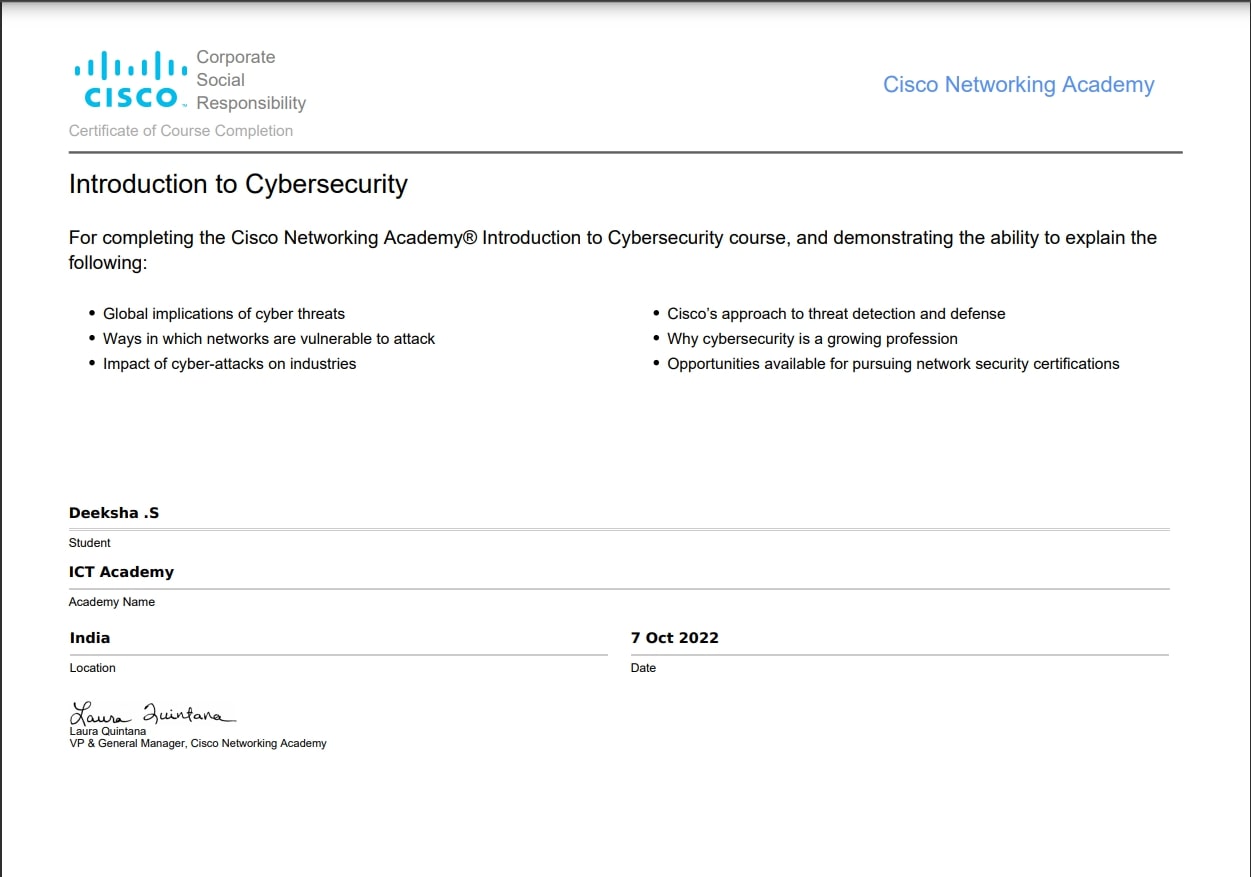 Corporate
Social
Responsibility
CISCO™
Cisco Networking Academy
Certificate of Course Completion
Introduction to Cybersecurity
For completing the Cisco Networking Academy® Introduction to Cybersecurity course, and demonstrating the ability to explain the
following:
• Global implications of cyber threats
• Ways in which networks are vulnerable to attack
• Impact of cyber-attacks on industries
• Cisco’s approach to threat detection and defense
• Why cybersecurity is a growing profession
• Opportunities available for pursuing network security certifications
Deeksha .S
Student
ICT Academy
Academy Name
India
Location
7 Oct 2022
Date
Laura Quintana
Laura Quintana
VP & General Manager, Cisco Networking Academy